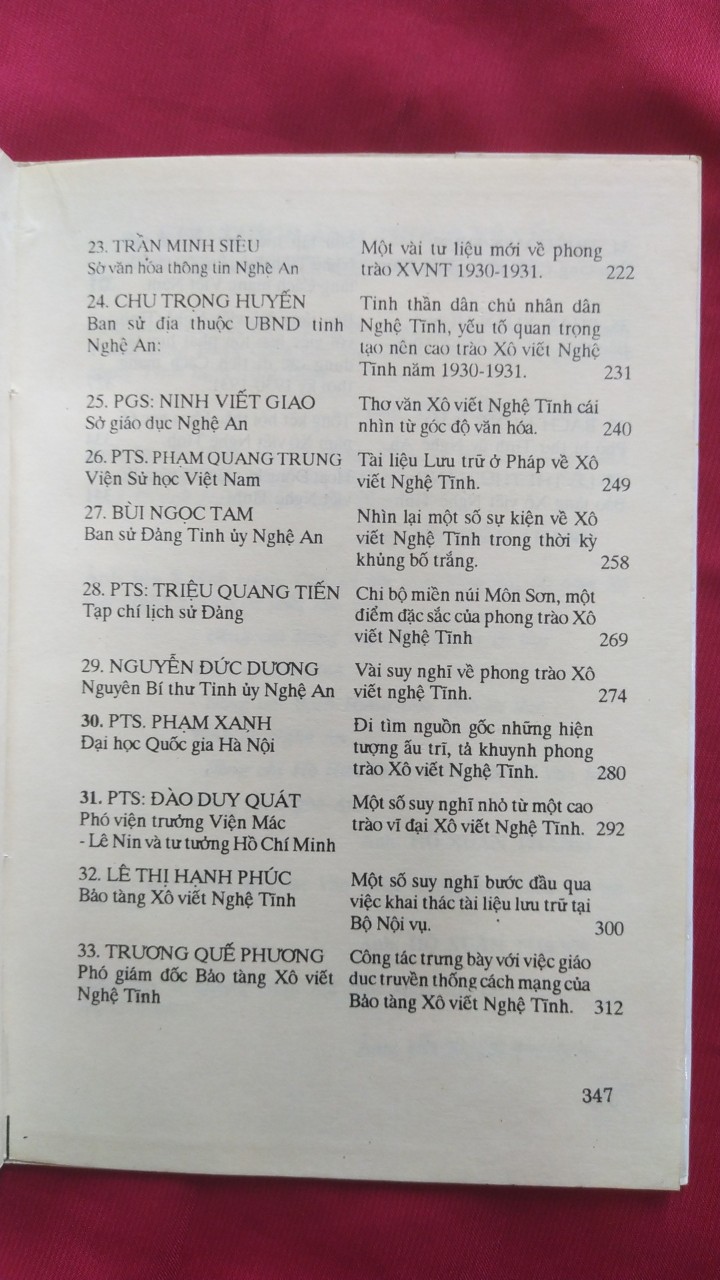 23. TRẦN MINH SIÊU
Sở văn hóa thông tin Nghệ An
Một vài tư liệu mới về phong
trào XVNT 1930-1931. 222
24. CHU TRỌNG HUYẾN
Ban sử địa thuộc UBND tỉnh
Nghệ An:
Tinh thần dân chủ nhân dân
Nghệ Tĩnh, yếu tố quan trọng
tạo nên cao trào Xô viết Nghệ
Tĩnh năm 1930-1931. 231
25. PGS: NINH VIẾT GIAO
Sở giáo dục Nghệ An
Thơ văn Xô viết Nghệ Tĩnh cái
nhìn từ góc độ văn hóa. 240
26. PTS. PHẠM QUANG TRUNG
Viện Sử học Việt Nam
Tài liệu Lưu trữ ở Pháp về Xô
viết Nghệ Tĩnh. 249
27. BÙI NGỌC TAM
Ban sử Đảng Tỉnh ủy Nghệ An
Nhìn lại một số sự kiện về Xô
viết Nghệ Tĩnh trong thời kỳ
khủng bố trắng. 258
28. PTS: TRIỆU QUANG TIẾN
Tạp chí lịch sử Đảng
Chi bộ miền núi Môn Sơn, một
điểm đặc sắc của phong trào Xô
viết Nghệ Tĩnh 269
29. NGUYỄN ĐỨC DƯƠNG
Nguyên Bí thư Tỉnh ủy Nghệ An
Vài suy nghĩ về phong trào Xô
viết nghệ Tĩnh. 274
30. PTS. PHẠM XANH
Đại học Quốc gia Hà Nội
Đi tìm nguồn gốc những hiện
tượng ấu trĩ, tả khuynh phong
trào Xô viết Nghệ Tĩnh. 280
31. PTS: ĐÀO DUY QUÁT
Phó viện trưởng Viện Mác
- Lê Nin và tư tưởng Hồ Chí Minh
Một số suy nghĩ nhỏ từ một cao
trào vĩ đại Xô viết Nghệ Tĩnh. 292
32. LÊ THỊ HẠNH PHÚC
Bảo tàng Xô viết Nghệ Tĩnh
Một số suy nghĩ bước đầu qua
việc khai thác tài liệu lưu trữ tại
Bộ Nội vụ. 300
33. TRƯƠNG QUẾ PHƯƠNG
Phó giám đốc Bảo tàng Xô viết
Nghệ Tĩnh
Công tác trưng bày với việc giáo
dục truyền thống cách mạng của
Bảo tàng Xô viết Nghệ Tĩnh. 312
347